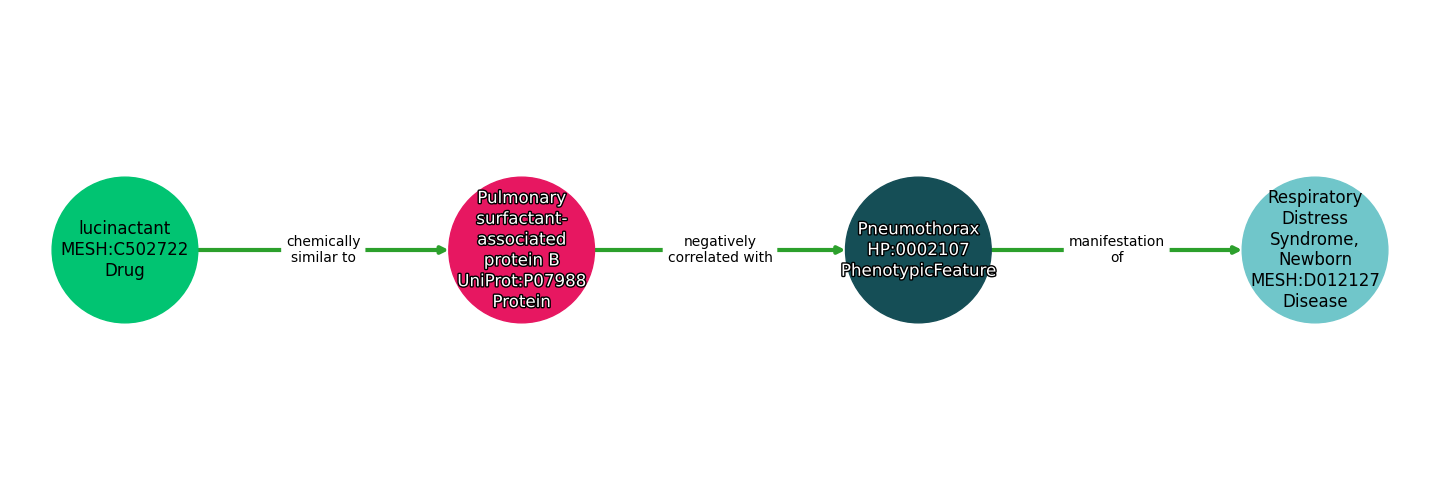 lucinactant
MESH:C502722
Drug
chemically
similar to
Pulmonary
surfactant-
associated
protein B
UniProt:P07988
Protein
negatively
correlated with
Pneumothorax
HP:0002107
PhenotypicFeature
manifestation
of
Respiratory
Distress
Syndrome,
Newborn
MESH:D012127
Disease